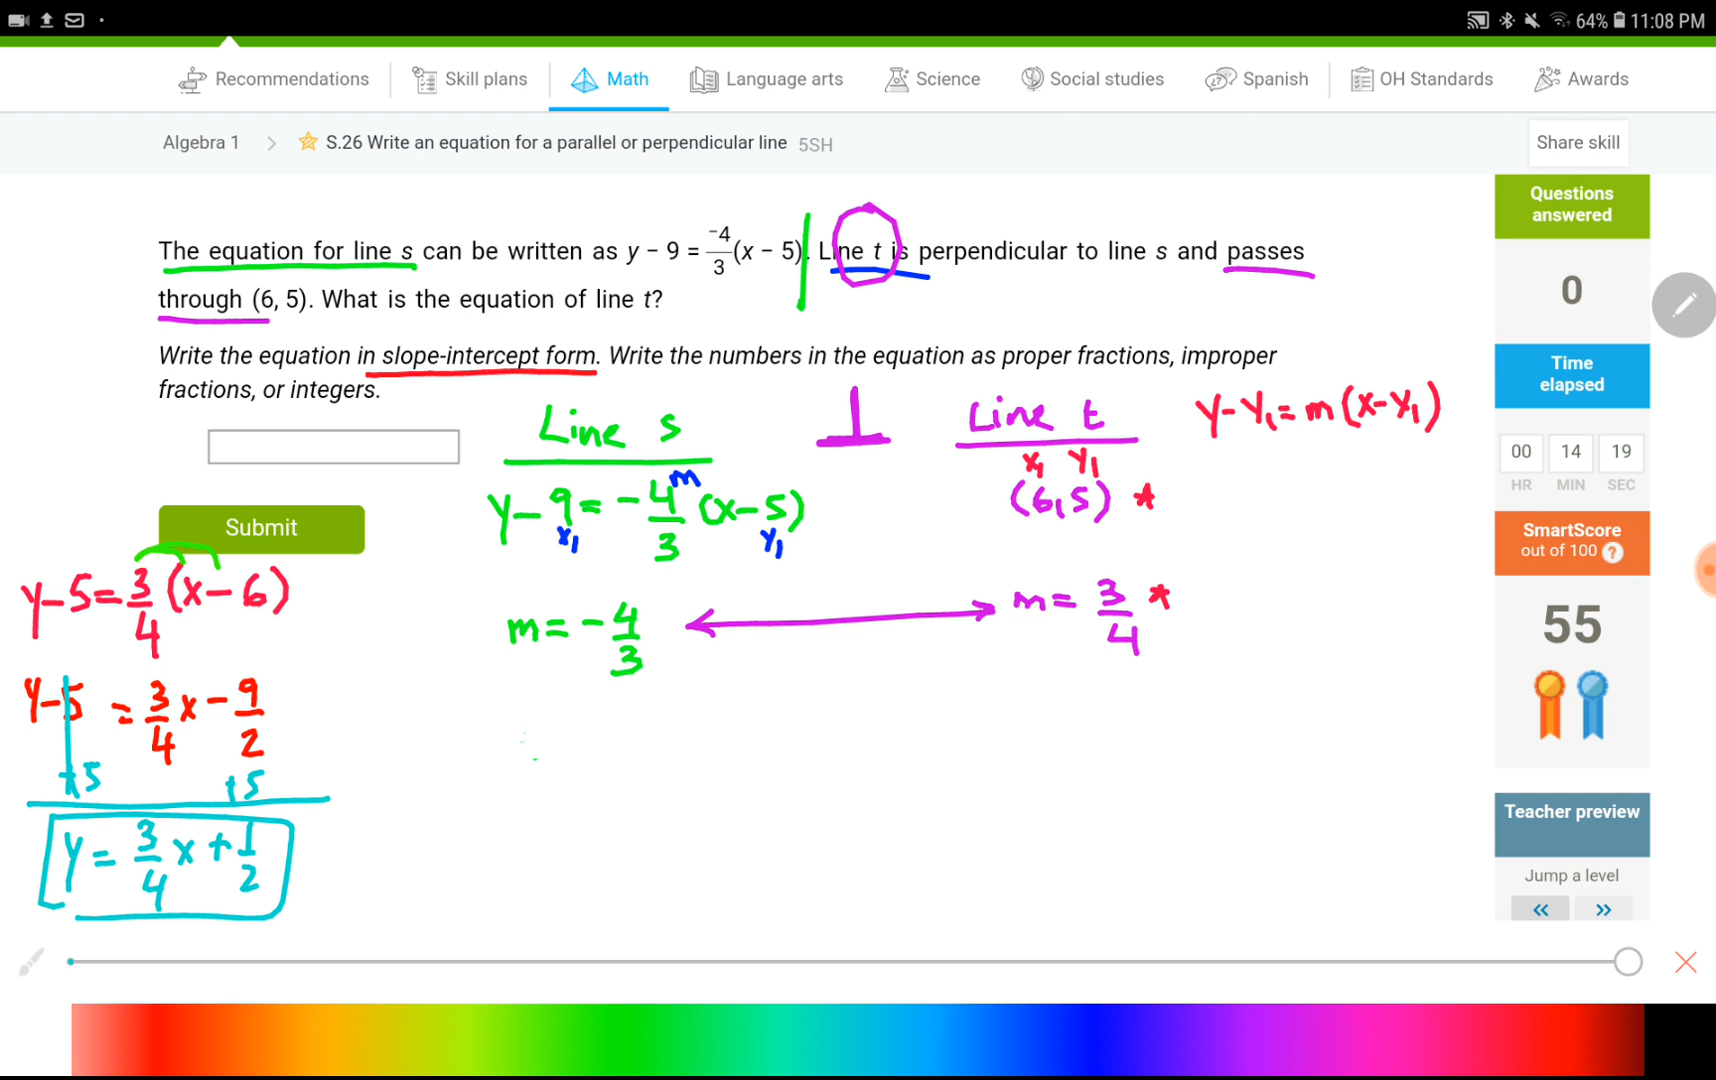 64% 11:08 PM
Recommendations Skill plans Math Language arts Science Social studies Spanish OH Standards Awards
Algebra 1 > S.26 Write an equation for a parallel or perpendicular line 5SH
Share skill
The equation for line s can be written as y − 9 = -4/3(x − 5). Line t is perpendicular to line s and passes
through (6, 5). What is the equation of line t?
Write the equation in slope-intercept form. Write the numbers in the equation as proper fractions, improper
fractions, or integers.
Submit
Line s
y-9=-4/3(x-5)
m
x1 y1
m=-4/3
⊥
Line t
x1 y1
(6,5) *
m=3/4 *
y-y1=m(x-y1)
y-5=3/4(x-6)
y-5=3/4x-9/2
+5 +5
y=3/4x+1/2
Questions
answered
0
Time
elapsed
00 14 19
HR MIN SEC
SmartScore
out of 100 ?
55
Teacher preview
Jump a level
« »